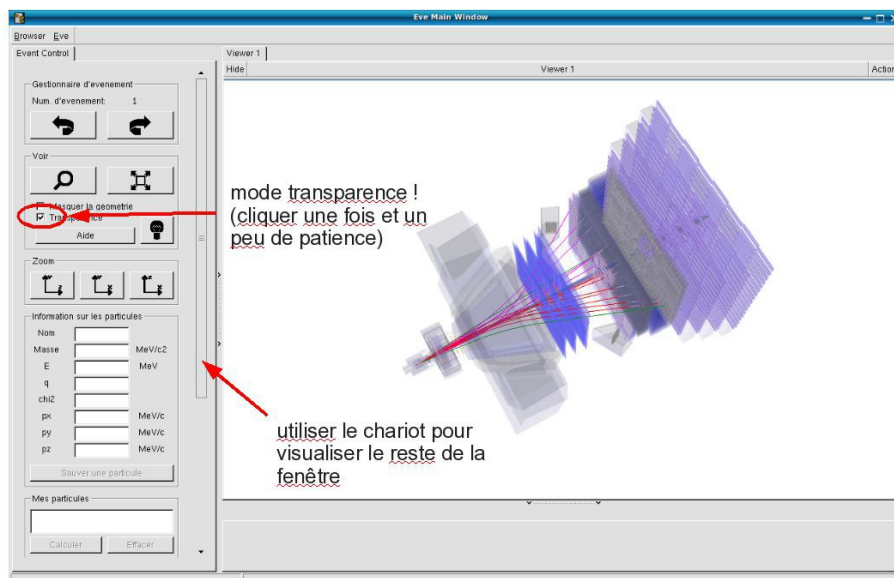 Eve Main Window
Browser Eve
Event Control
Viewer 1
Hide
Viewer 1
Action
Gestionnaire d'evenement
Num. d'evenement: 1
Voir
Masquer la geometrie
Transparence
Aide
mode transparence !
(cliquer une fois et un
peu de patience)
Zoom
Information sur les particules
Nom
Masse MeV/c2
E MeV
q
chi2
px MeV/c
py MeV/c
pz MeV/c
Sauver une particule
utiliser le chariot pour
visualiser le reste de la
fenêtre
Mes particules
Calculer Effacer